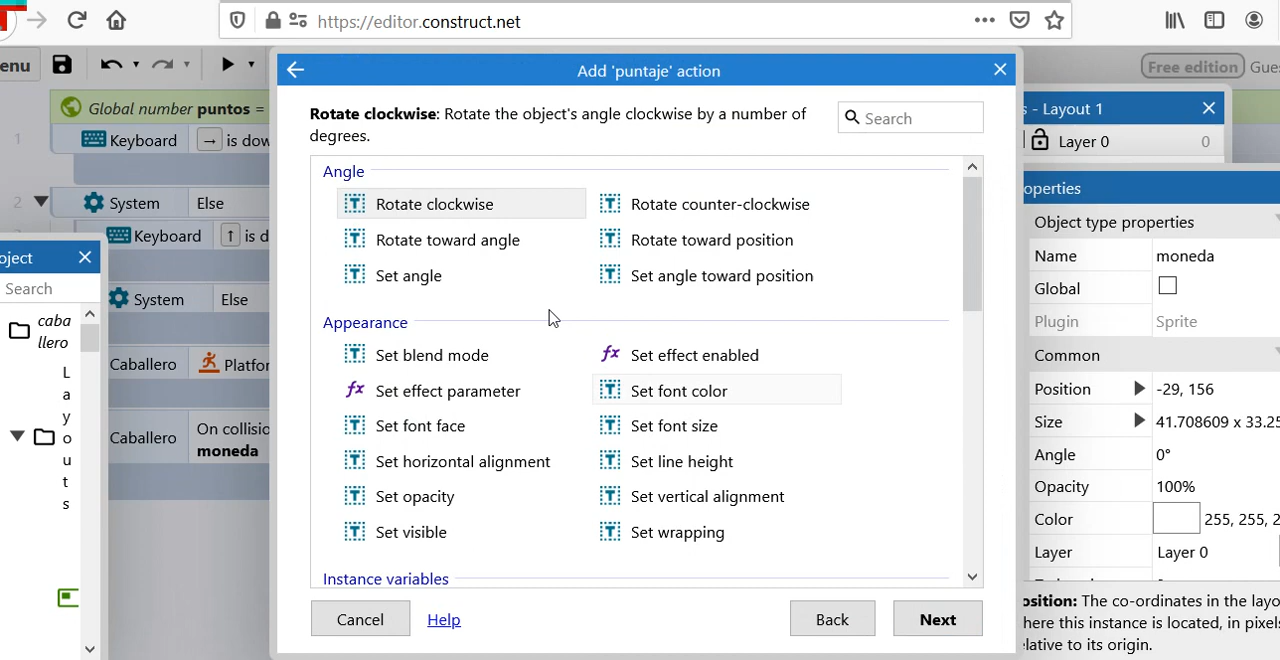 https://editor.construct.net
enu
Free edition
Gues
Add 'puntaje' action
Rotate clockwise: Rotate the object's angle clockwise by a number of degrees.
Search
Angle
Rotate clockwise
Rotate counter-clockwise
Rotate toward angle
Rotate toward position
Set angle
Set angle toward position
Appearance
Set blend mode
Set effect enabled
fx
fx
Set effect parameter
Set font color
Set font face
Set font size
Set horizontal alignment
Set line height
Set opacity
Set vertical alignment
Set visible
Set wrapping
Instance variables
Cancel
Help
Back
Next
Global number puntos =
1
Keyboard
→ is dow
2
System
Else
Keyboard
↑ is d
System
Else
Caballero
Platfor
Caballero
On collisio
moneda
oject
Search
caba
llero
L
a
y
o
u
t
s
s - Layout 1
Layer 0
0
operties
Object type properties
Name
moneda
Global
Plugin
Sprite
Common
Position
-29, 156
Size
41.708609 x 33.25
Angle
0°
Opacity
100%
Color
255, 255, 2
Layer
Layer 0
osition: The co-ordinates in the layo
here this instance is located, in pixels
elative to its origin.